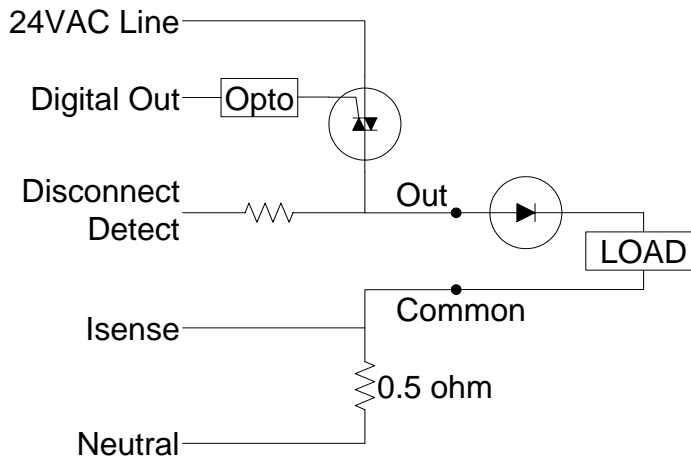 24VAC Line
Digital Out
Opto
Disconnect
Detect
Out
LOAD
Common
Isense
0.5 ohm
Neutral